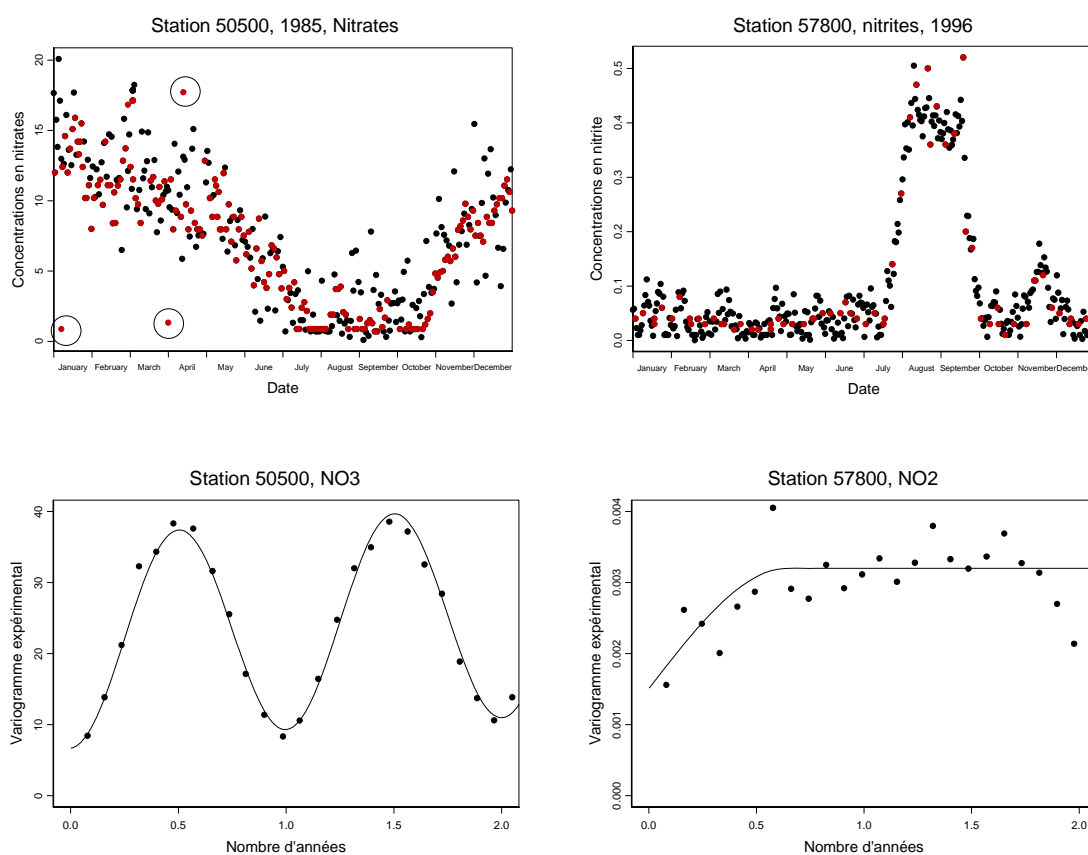 Station 50500, 1985, Nitrates
Concentrations en nitrates
20
15
10
5
0
January February March April May June July August September October November December
Date
Station 57800, nitrites, 1996
Concentrations en nitrite
0.5
0.4
0.3
0.2
0.1
0.0
January February March April May June July August September October November Decembe
Date
Station 50500, NO3
Variogramme expérimental
40
30
20
10
0
0.0 0.5 1.0 1.5 2.0
Nombre d'années
Station 57800, NO2
Variogramme expérimental
0.004
0.003
0.002
0.001
0.000
0.0 0.5 1.0 1.5 2.0
Nombre d'années